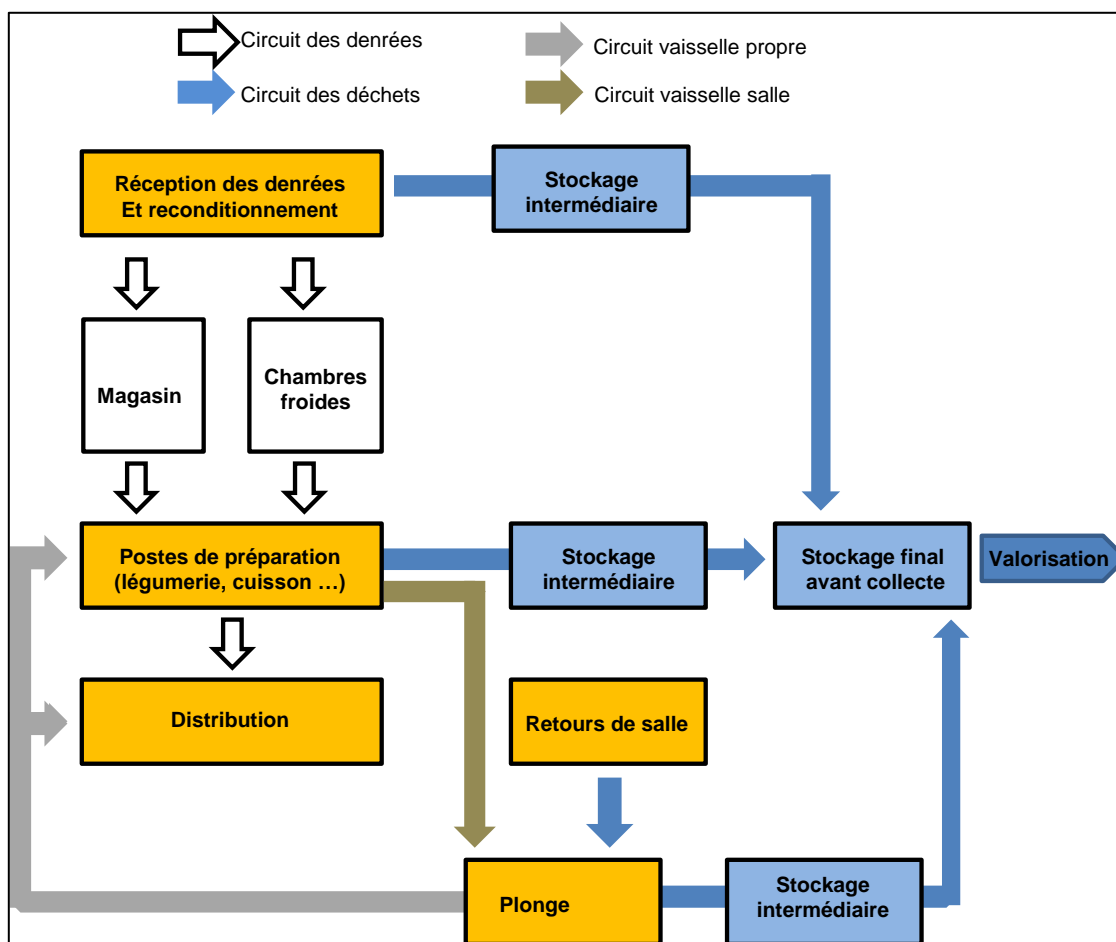 Circuit des denrées
Circuit vaisselle propre
Circuit des déchets
Circuit vaisselle salle
Réception des denrées
Et reconditionnement
Stockage
intermédiaire
Magasin
Chambres
froides
Postes de préparation
(légumerie, cuisson ...)
Stockage
intermédiaire
Stockage final
avant collecte
Valorisation
Distribution
Retours de salle
Plonge
Stockage
intermédiaire